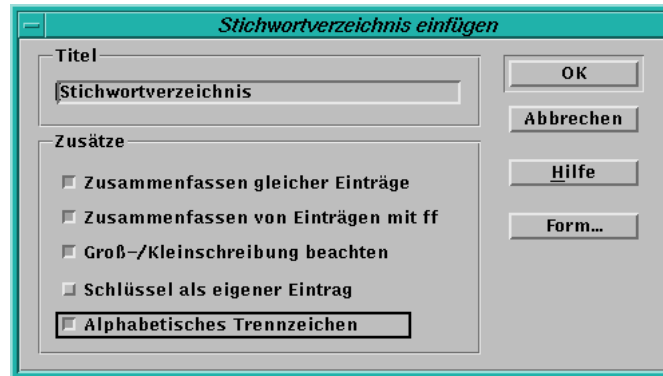 Stichwortverzeichnis einfügen
Titel
Stichwortverzeichnis
Zusätze
Zusammenfassen gleicher Einträge
Zusammenfassen von Einträgen mit ff
Groß-/Kleinschreibung beachten
Schlüssel als eigener Eintrag
Alphabetisches Trennzeichen
OK
Abbrechen
Hilfe
Form...